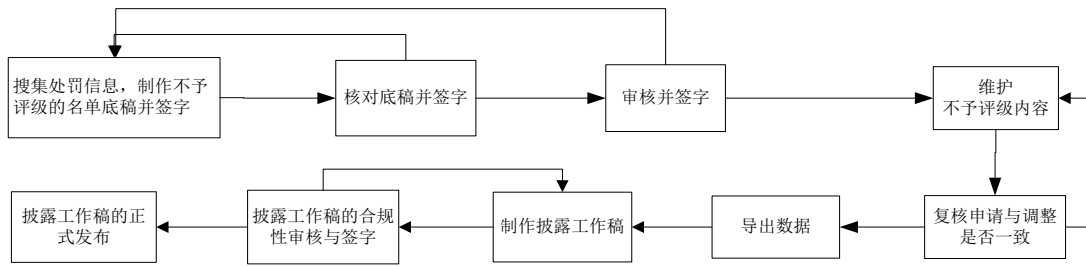 搜集处罚信息，制作不予
评级的名单底稿并签字
核对底稿并签字
审核并签字
维护
不予评级内容
披露工作稿的正
式发布
披露工作稿的合规
性审核与签字
制作披露工作稿
导出数据
复核申请与调整
是否一致